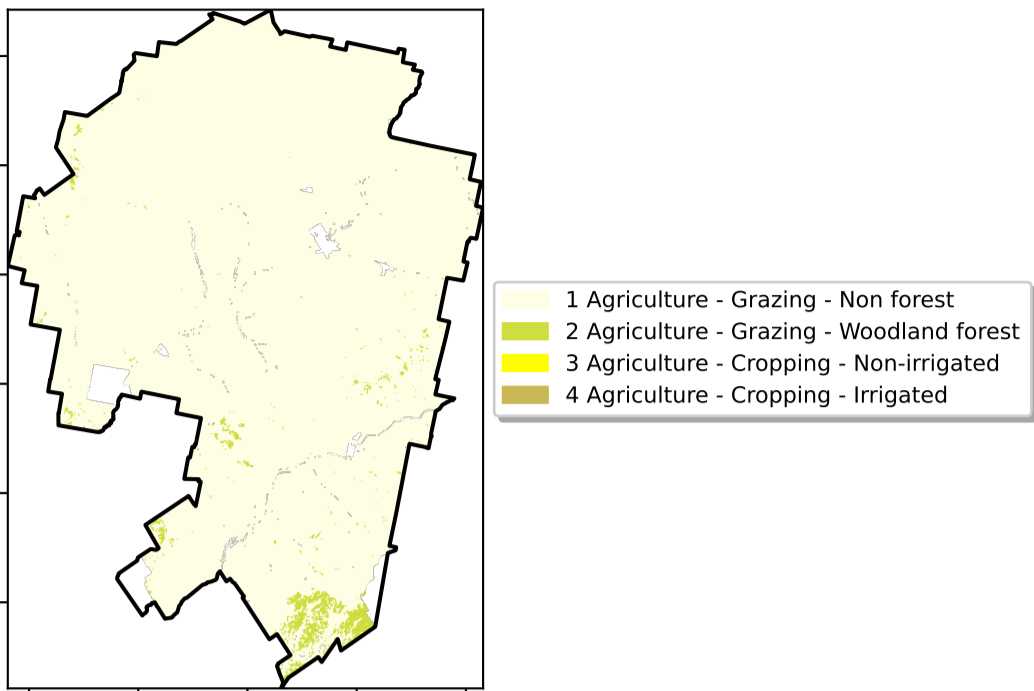 1 Agriculture - Grazing - Non forest
2 Agriculture - Grazing - Woodland forest
3 Agriculture - Cropping - Non-irrigated
4 Agriculture - Cropping - Irrigated